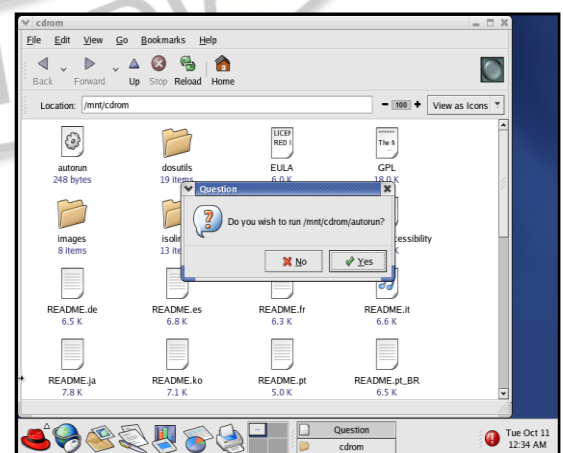 cdrom
File Edit View Go Bookmarks Help
Back Forward Up Stop Reload Home
Location: /mnt/cdrom 100 View as Icons
autorun dosutils EULA GPL
248 bytes 19 items 6.0 K 18.0 K
Question
Do you wish to run /mnt/cdrom/autorun?
No Yes
images
8 items 13
README.de README.es README.fr README.it
6.5 K 6.8 K 6.3 K 6.6 K
README.ja README.ko README.pt README.pt_BR
7.8 K 7.1 K 5.0 K 6.5 K
Question
cdrom
Tue Oct 11
12:34 AM